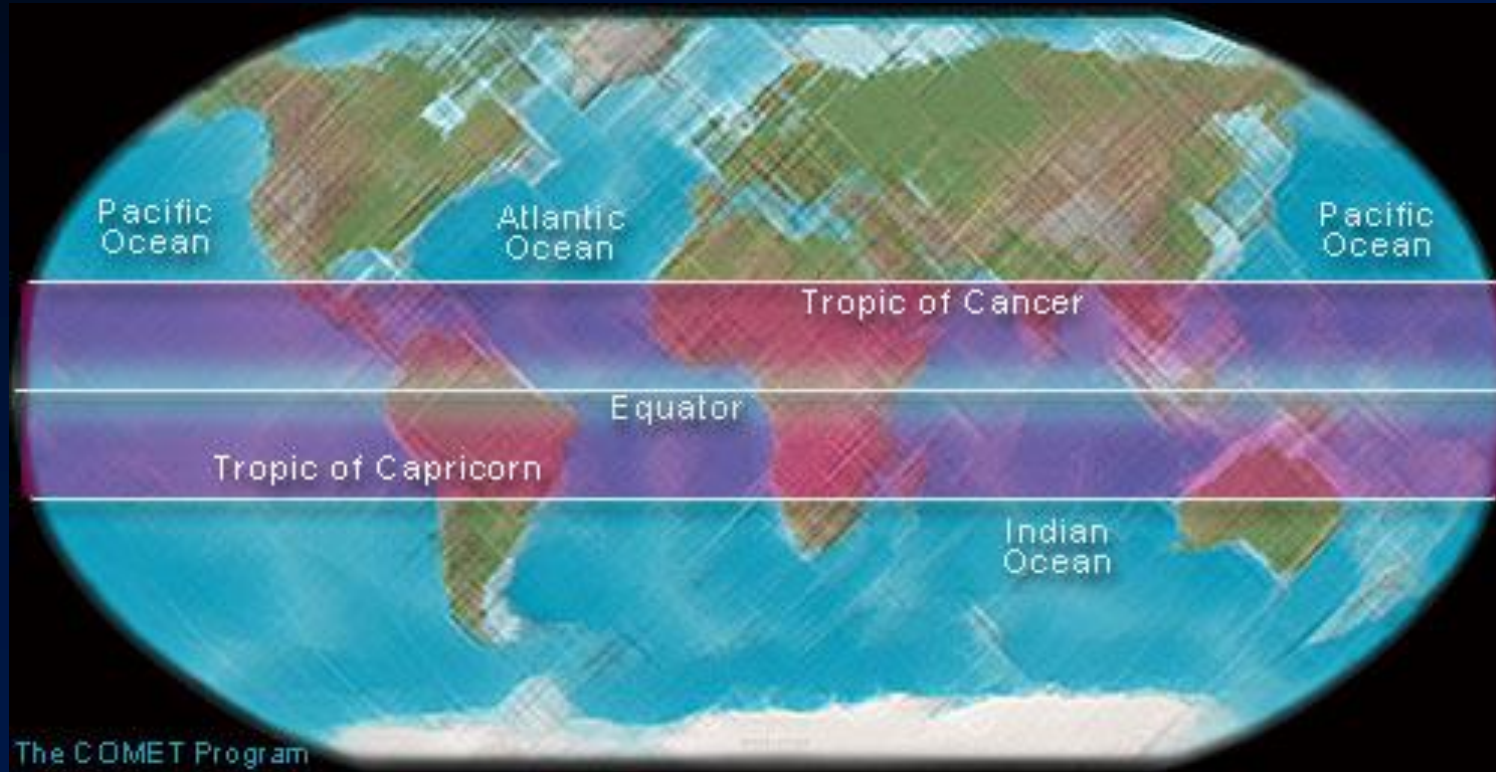 Pacific
Ocean
Atlantic
Ocean
Pacific
Ocean
Tropic of Cancer
Equator
Tropic of Capricorn
Indian
Ocean
The COMET Program